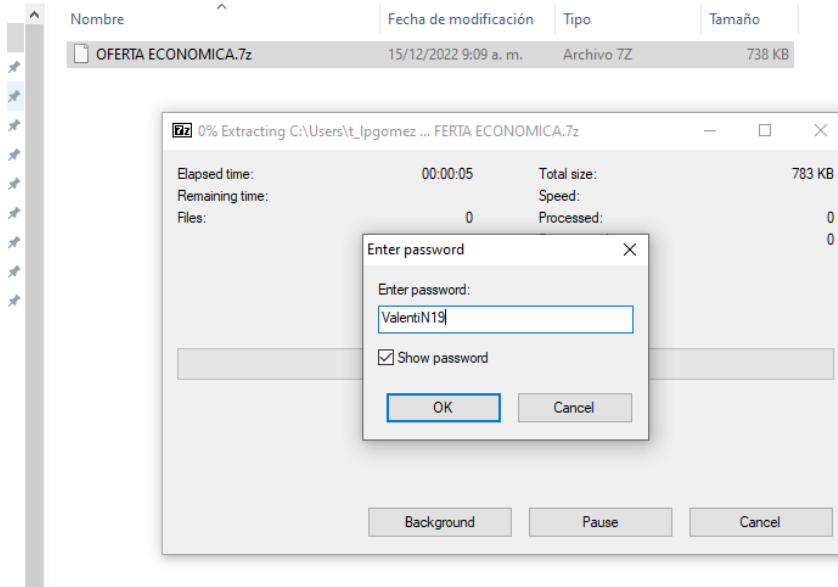 Nombre Fecha de modificación Tipo Tamaño
OFERTA ECONOMICA.7z 15/12/2022 9:09 a. m. Archivo 7Z 738 KB
0% Extracting C:\Users\t_lpgomez ... FERTA ECONOMICA.7z
Elapsed time: 00:00:05 Total size: 783 KB
Remaining time: Speed:
Files: 0 Processed: 0
0
Enter password
Enter password:
ValentiN19
Show password
OK Cancel
Background Pause Cancel